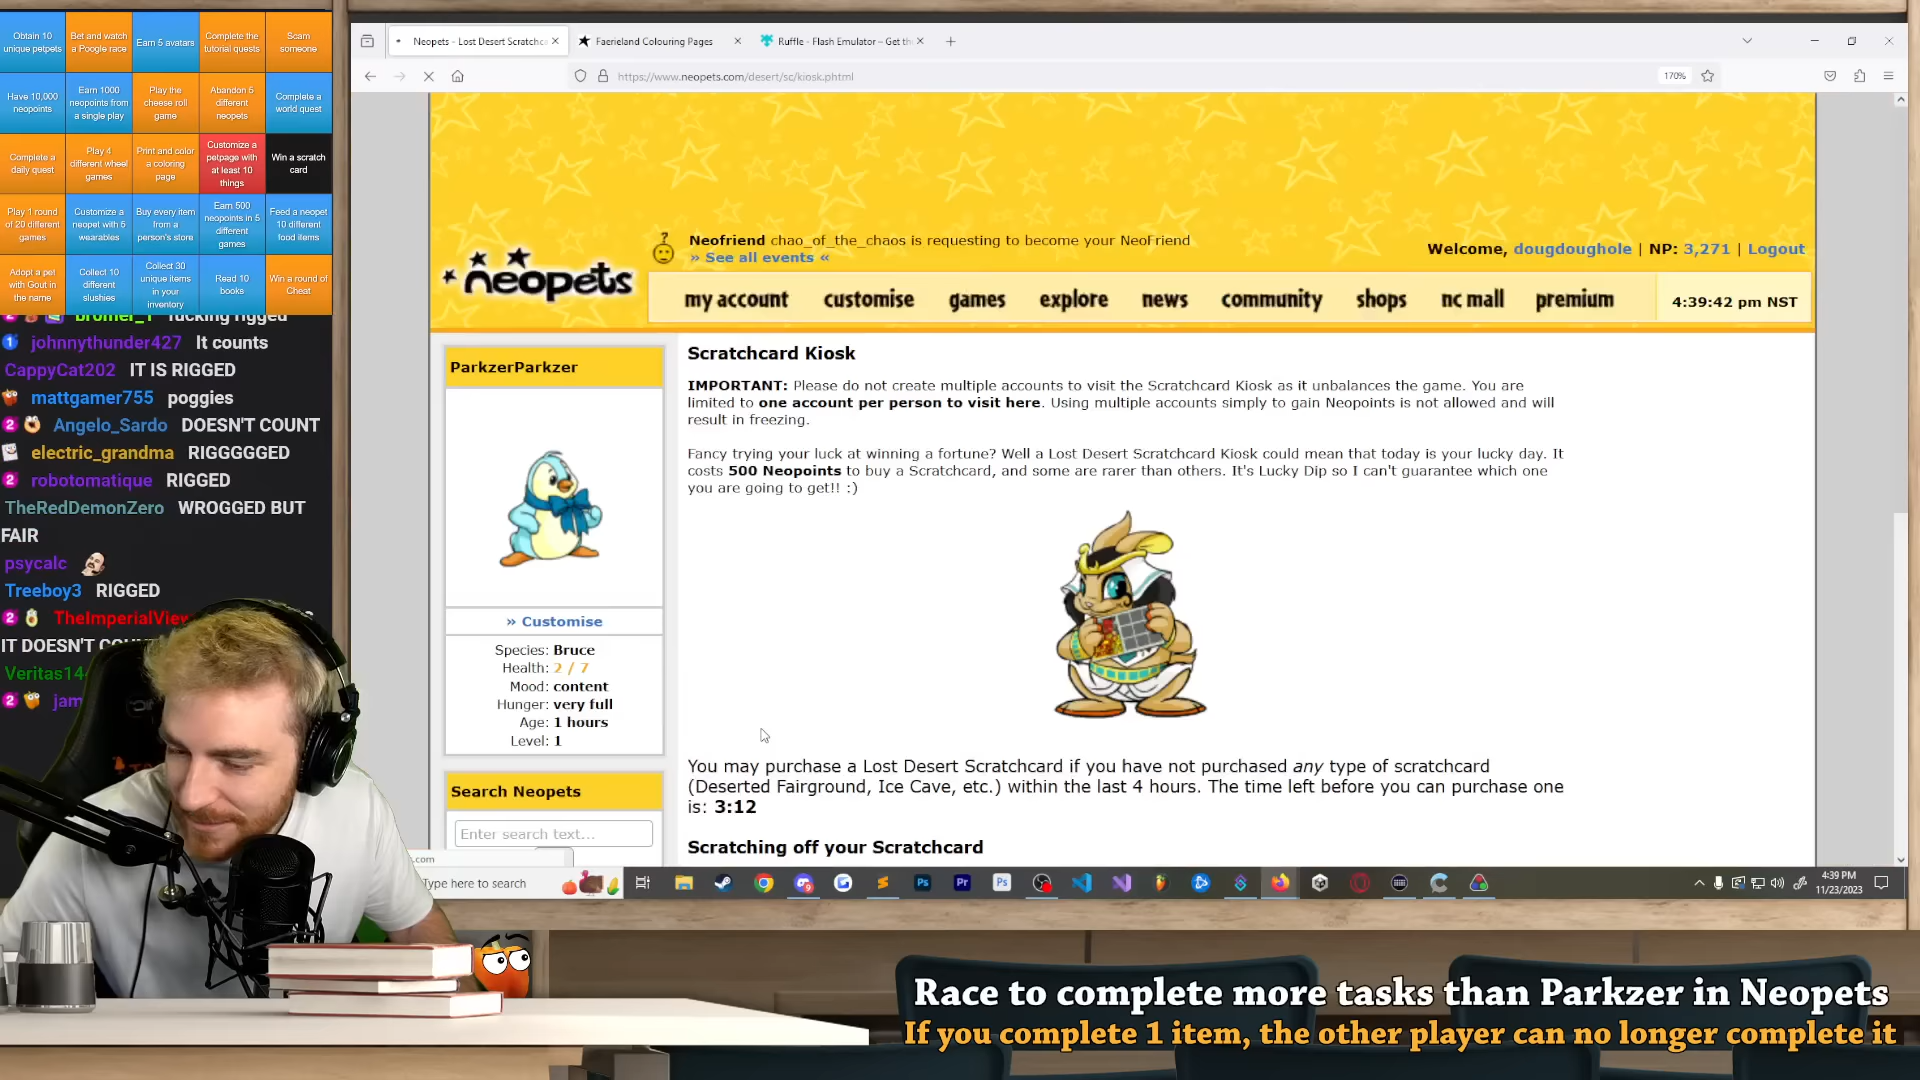 Obtain 10 unique petpets
Bet and watch a Poogle race
Earn 5 avatars
Complete the tutorial quests
Scam someone
Have 10,000 neopoints
Earn 1000 neopoints from a single play
Play the cheese roll game
Abandon 5 different neopets
Complete a world quest
Complete a daily quest
Play 4 different wheel games
Print and color a coloring page
Customize a petpage with at least 10 things
Win a scratch card
Play 1 round of 20 different games
Customize a neopet with 5 wearables
Buy every item from a person's store
Earn 500 neopoints in 5 different games
Feed a neopet 10 different food items
Adopt a pet with Gout in the name
Collect 10 different slushies
Collect 30 unique items in your inventory
Read 10 books
Win a round of Cheat
bromer_1 fucking rigged
johnnythunder427 It counts
CappyCat202 IT IS RIGGED
mattgamer755 poggies
Angelo_Sardo DOESN'T COUNT
electric_grandma RIGGGGGED
robotomatique RIGGED
TheRedDemonZero WROGGED BUT
FAIR
psycalc
Treeboy3 RIGGED
TheImperialView
IT DOESN'T
Veritas14
jam
Neopets - Lost Desert Scratchca
Faerieland Colouring Pages
Ruffle - Flash Emulator – Get th
https://www.neopets.com/desert/sc/kiosk.phtml
170%
Neofriend chao_of_the_chaos is requesting to become your NeoFriend
» See all events «
Welcome, dougdoughole | NP: 3,271 | Logout
neopets
my account customise games explore news community shops nc mall premium
4:39:42 pm NST
ParkzerParkzer
» Customise
Species: Bruce
Health: 2 / 7
Mood: content
Hunger: very full
Age: 1 hours
Level: 1
Search Neopets
Enter search text...
Scratchcard Kiosk
IMPORTANT: Please do not create multiple accounts to visit the Scratchcard Kiosk as it unbalances the game. You are
limited to one account per person to visit here. Using multiple accounts simply to gain Neopoints is not allowed and will
result in freezing.
Fancy trying your luck at winning a fortune? Well a Lost Desert Scratchcard Kiosk could mean that today is your lucky day. It
costs 500 Neopoints to buy a Scratchcard, and some are rarer than others. It's Lucky Dip so I can't guarantee which one
you are going to get!! :)
You may purchase a Lost Desert Scratchcard if you have not purchased any type of scratchcard
(Deserted Fairground, Ice Cave, etc.) within the last 4 hours. The time left before you can purchase one
is: 3:12
Scratching off your Scratchcard
.com
Type here to search
Ps Pr Ps
4:39 PM
11/23/2023
Race to complete more tasks than Parkzer in Neopets
If you complete 1 item, the other player can no longer complete it